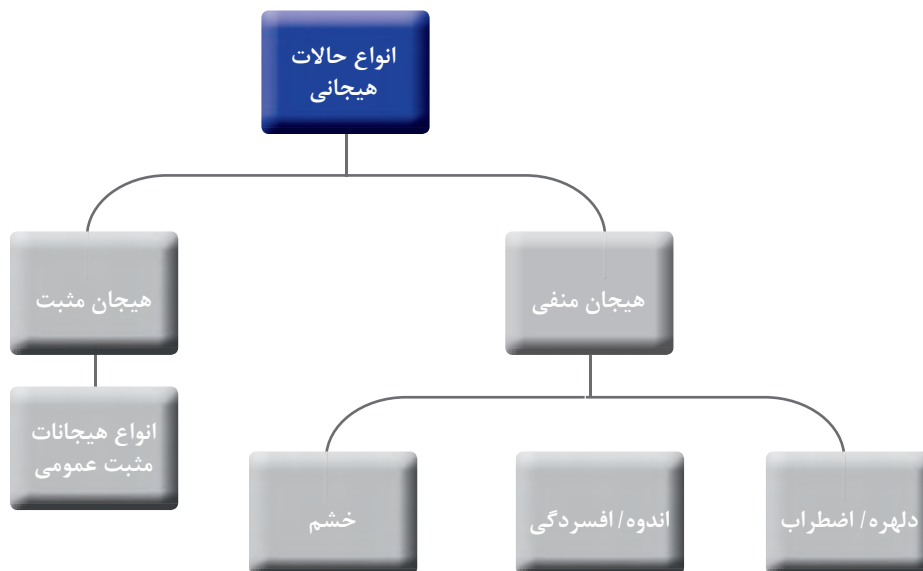 انواع حالات
هیجانی
هیجان منفی
هیجان مثبت
انواع هیجانات
مثبت عمومی
دلهره/ اضطراب
اندوه/ افسردگی
خشم